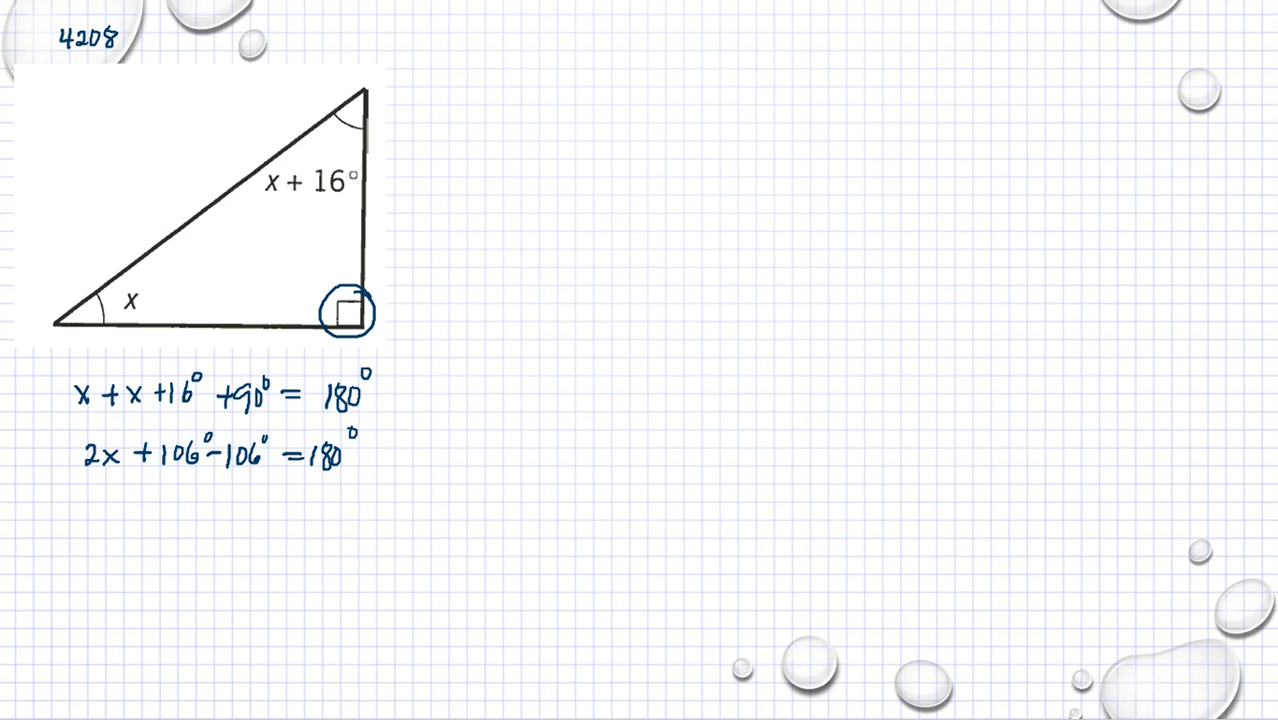 4208
x + 16°
x
x + x + 16° + 90° = 180°
2x + 106° - 106° = 180°